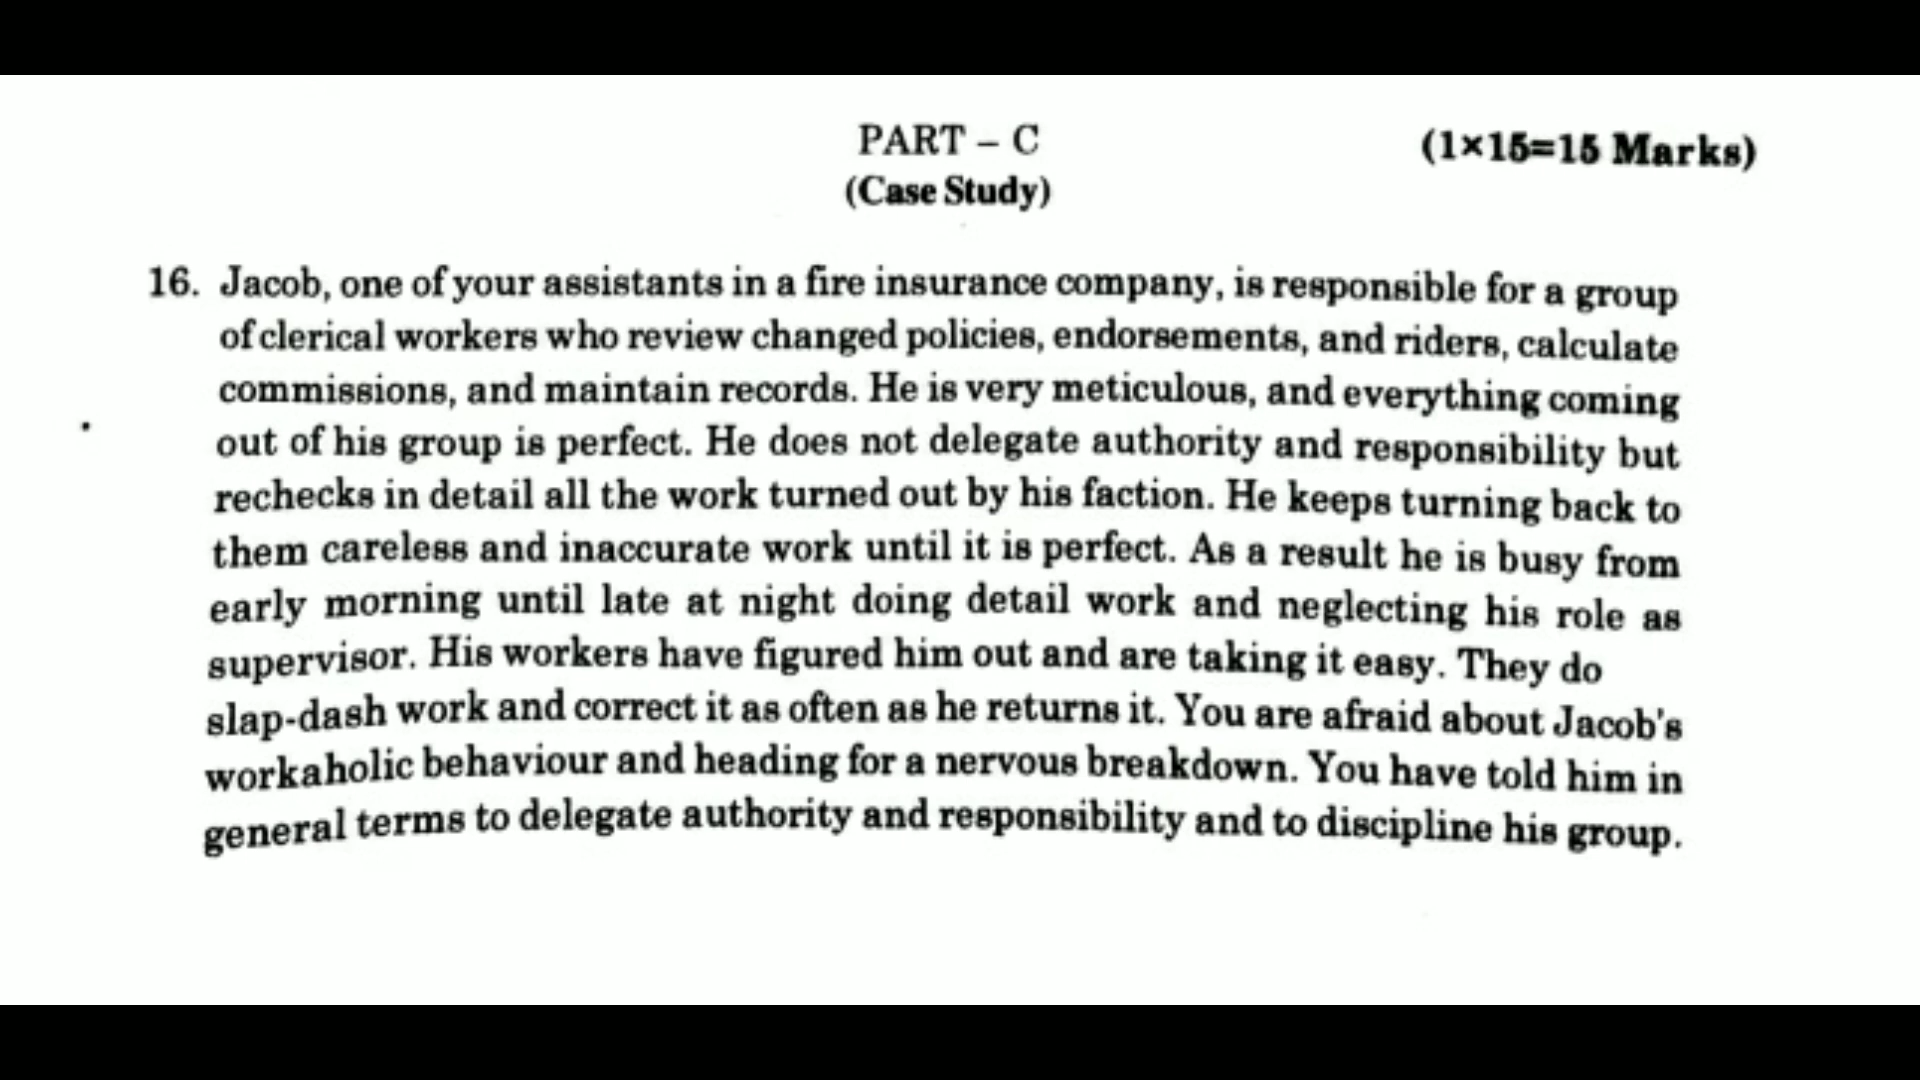 PART – C
(1×15=15 Marks)
(Case Study)
16. Jacob, one of your assistants in a fire insurance company, is responsible for a group
of clerical workers who review changed policies, endorsements, and riders, calculate
commissions, and maintain records. He is very meticulous, and everything coming
out of his group is perfect. He does not delegate authority and responsibility but
rechecks in detail all the work turned out by his faction. He keeps turning back to
them careless and inaccurate work until it is perfect. As a result he is busy from
early morning until late at night doing detail work and neglecting his role as
supervisor. His workers have figured him out and are taking it easy. They do
slap-dash work and correct it as often as he returns it. You are afraid about Jacob's
workaholic behaviour and heading for a nervous breakdown. You have told him in
general terms to delegate authority and responsibility and to discipline his group.